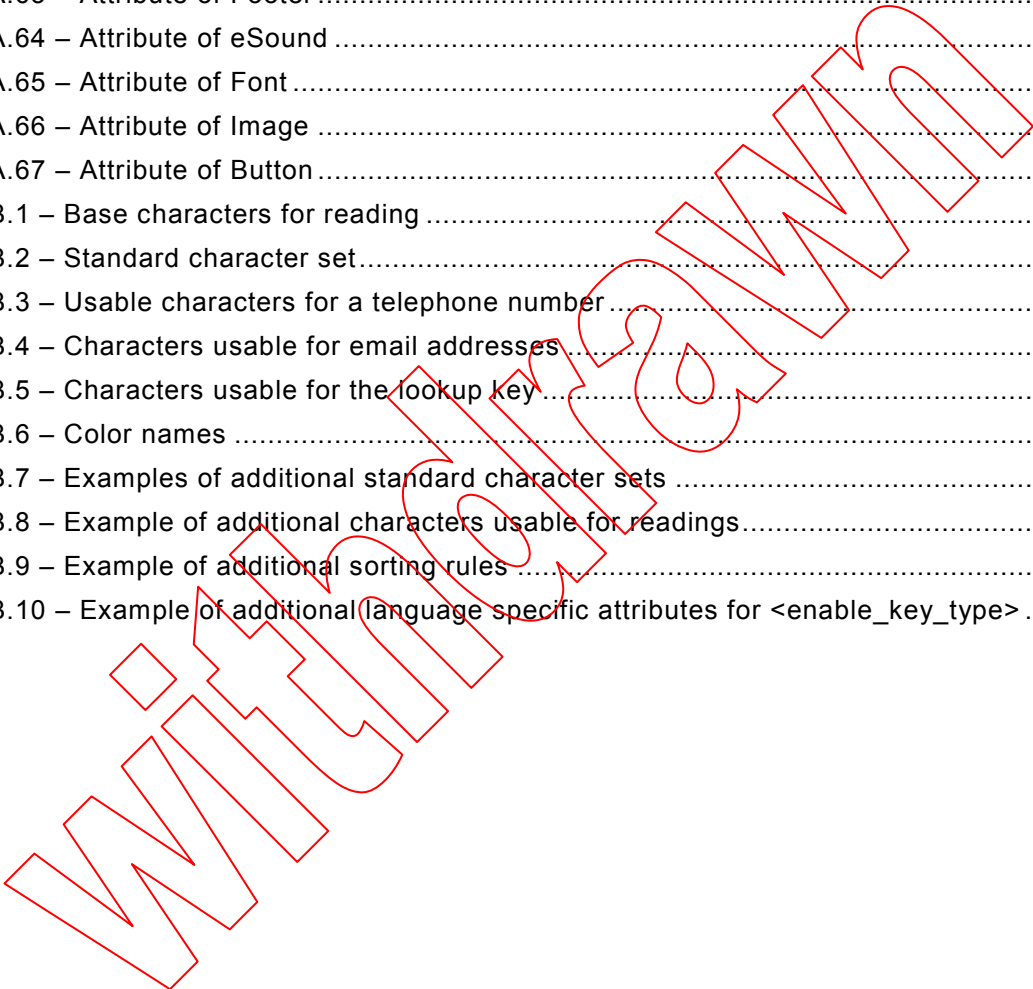 – Attribute of Footer
A.64 – Attribute of eSound
A.65 – Attribute of Font
A.66 – Attribute of Image
A.67 – Attribute of Button
B.1 – Base characters for reading
B.2 – Standard character set
B.3 – Usable characters for a telephone number
B.4 – Characters usable for email addresses
B.5 – Characters usable for the lookup key
B.6 – Color names
B.7 – Examples of additional standard character sets
B.8 – Example of additional characters usable for readings
B.9 – Example of additional sorting rules
B.10 – Example of additional language specific attributes for <enable_key_type> .
withdrawn